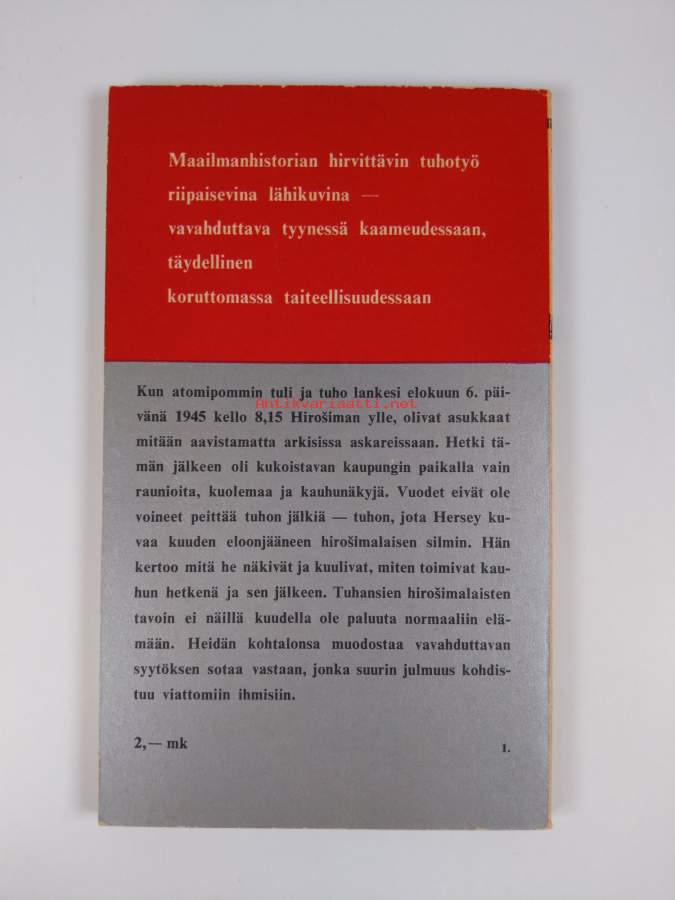 Maailmanhistorian hirvittävin tuhotyö
riipaisevina lähikuvina —
vavahduttava tyynessä kaameudessaan,
täydellinen
koruttomassa taiteellisuudessaan
Kun atomipommin tuli ja tuho lankesi elokuun 6. päi-
Antikvariaatti.net
vänä 1945 kello 8,15 Hirošiman ylle, olivat asukkaat
mitään aavistamatta arkisissa askareissaan. Hetki tä-
män jälkeen oli kukoistavan kaupungin paikalla vain
raunioita, kuolemaa ja kauhunäkyjä. Vuodet eivät ole
voineet peittää tuhon jälkiä — tuhon, jota Hersey ku-
vaa kuuden eloonjääneen hirošimalaisen silmin. Hän
kertoo mitä he näkivät ja kuulivat, miten toimivat kau-
hun hetkenä ja sen jälkeen. Tuhansien hirošimalaisten
tavoin ei näillä kuudella ole paluuta normaaliin elä-
mään. Heidän kohtalonsa muodostaa vavahduttavan
syytöksen sotaa vastaan, jonka suurin julmuus kohdis-
tuu viattomiin ihmisiin.
2,— mk
1.